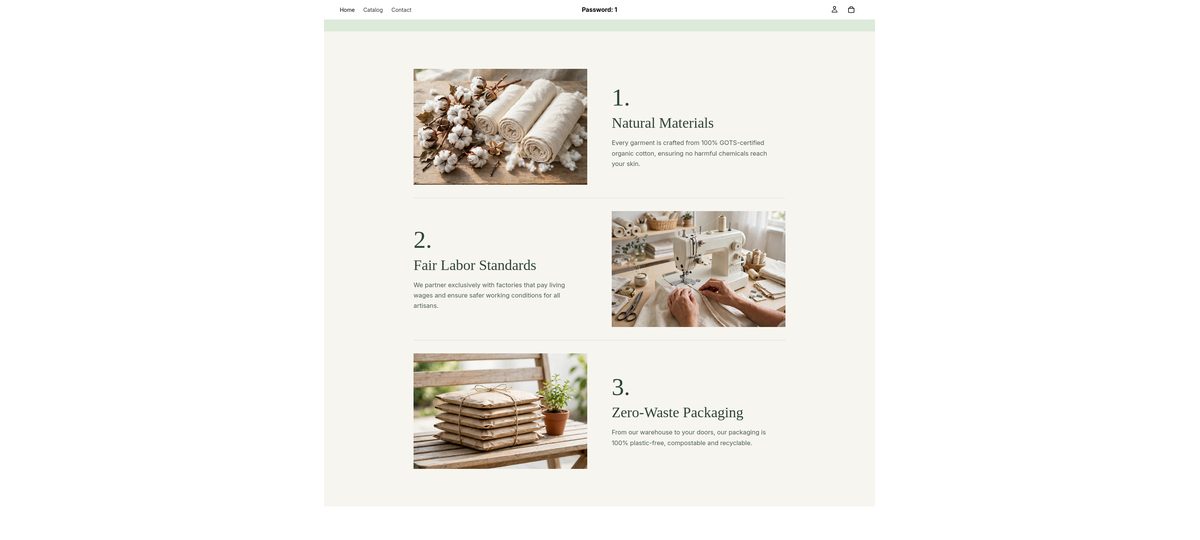 Home Catalog Contact Password: 1
1.
Natural Materials
Every garment is crafted from 100% GOTS-certified
organic cotton, ensuring no harmful chemicals reach
your skin.
2.
Fair Labor Standards
We partner exclusively with factories that pay living
wages and ensure safer working conditions for all
artisans.
3.
Zero-Waste Packaging
From our warehouse to your doors, our packaging is
100% plastic-free, compostable and recyclable.